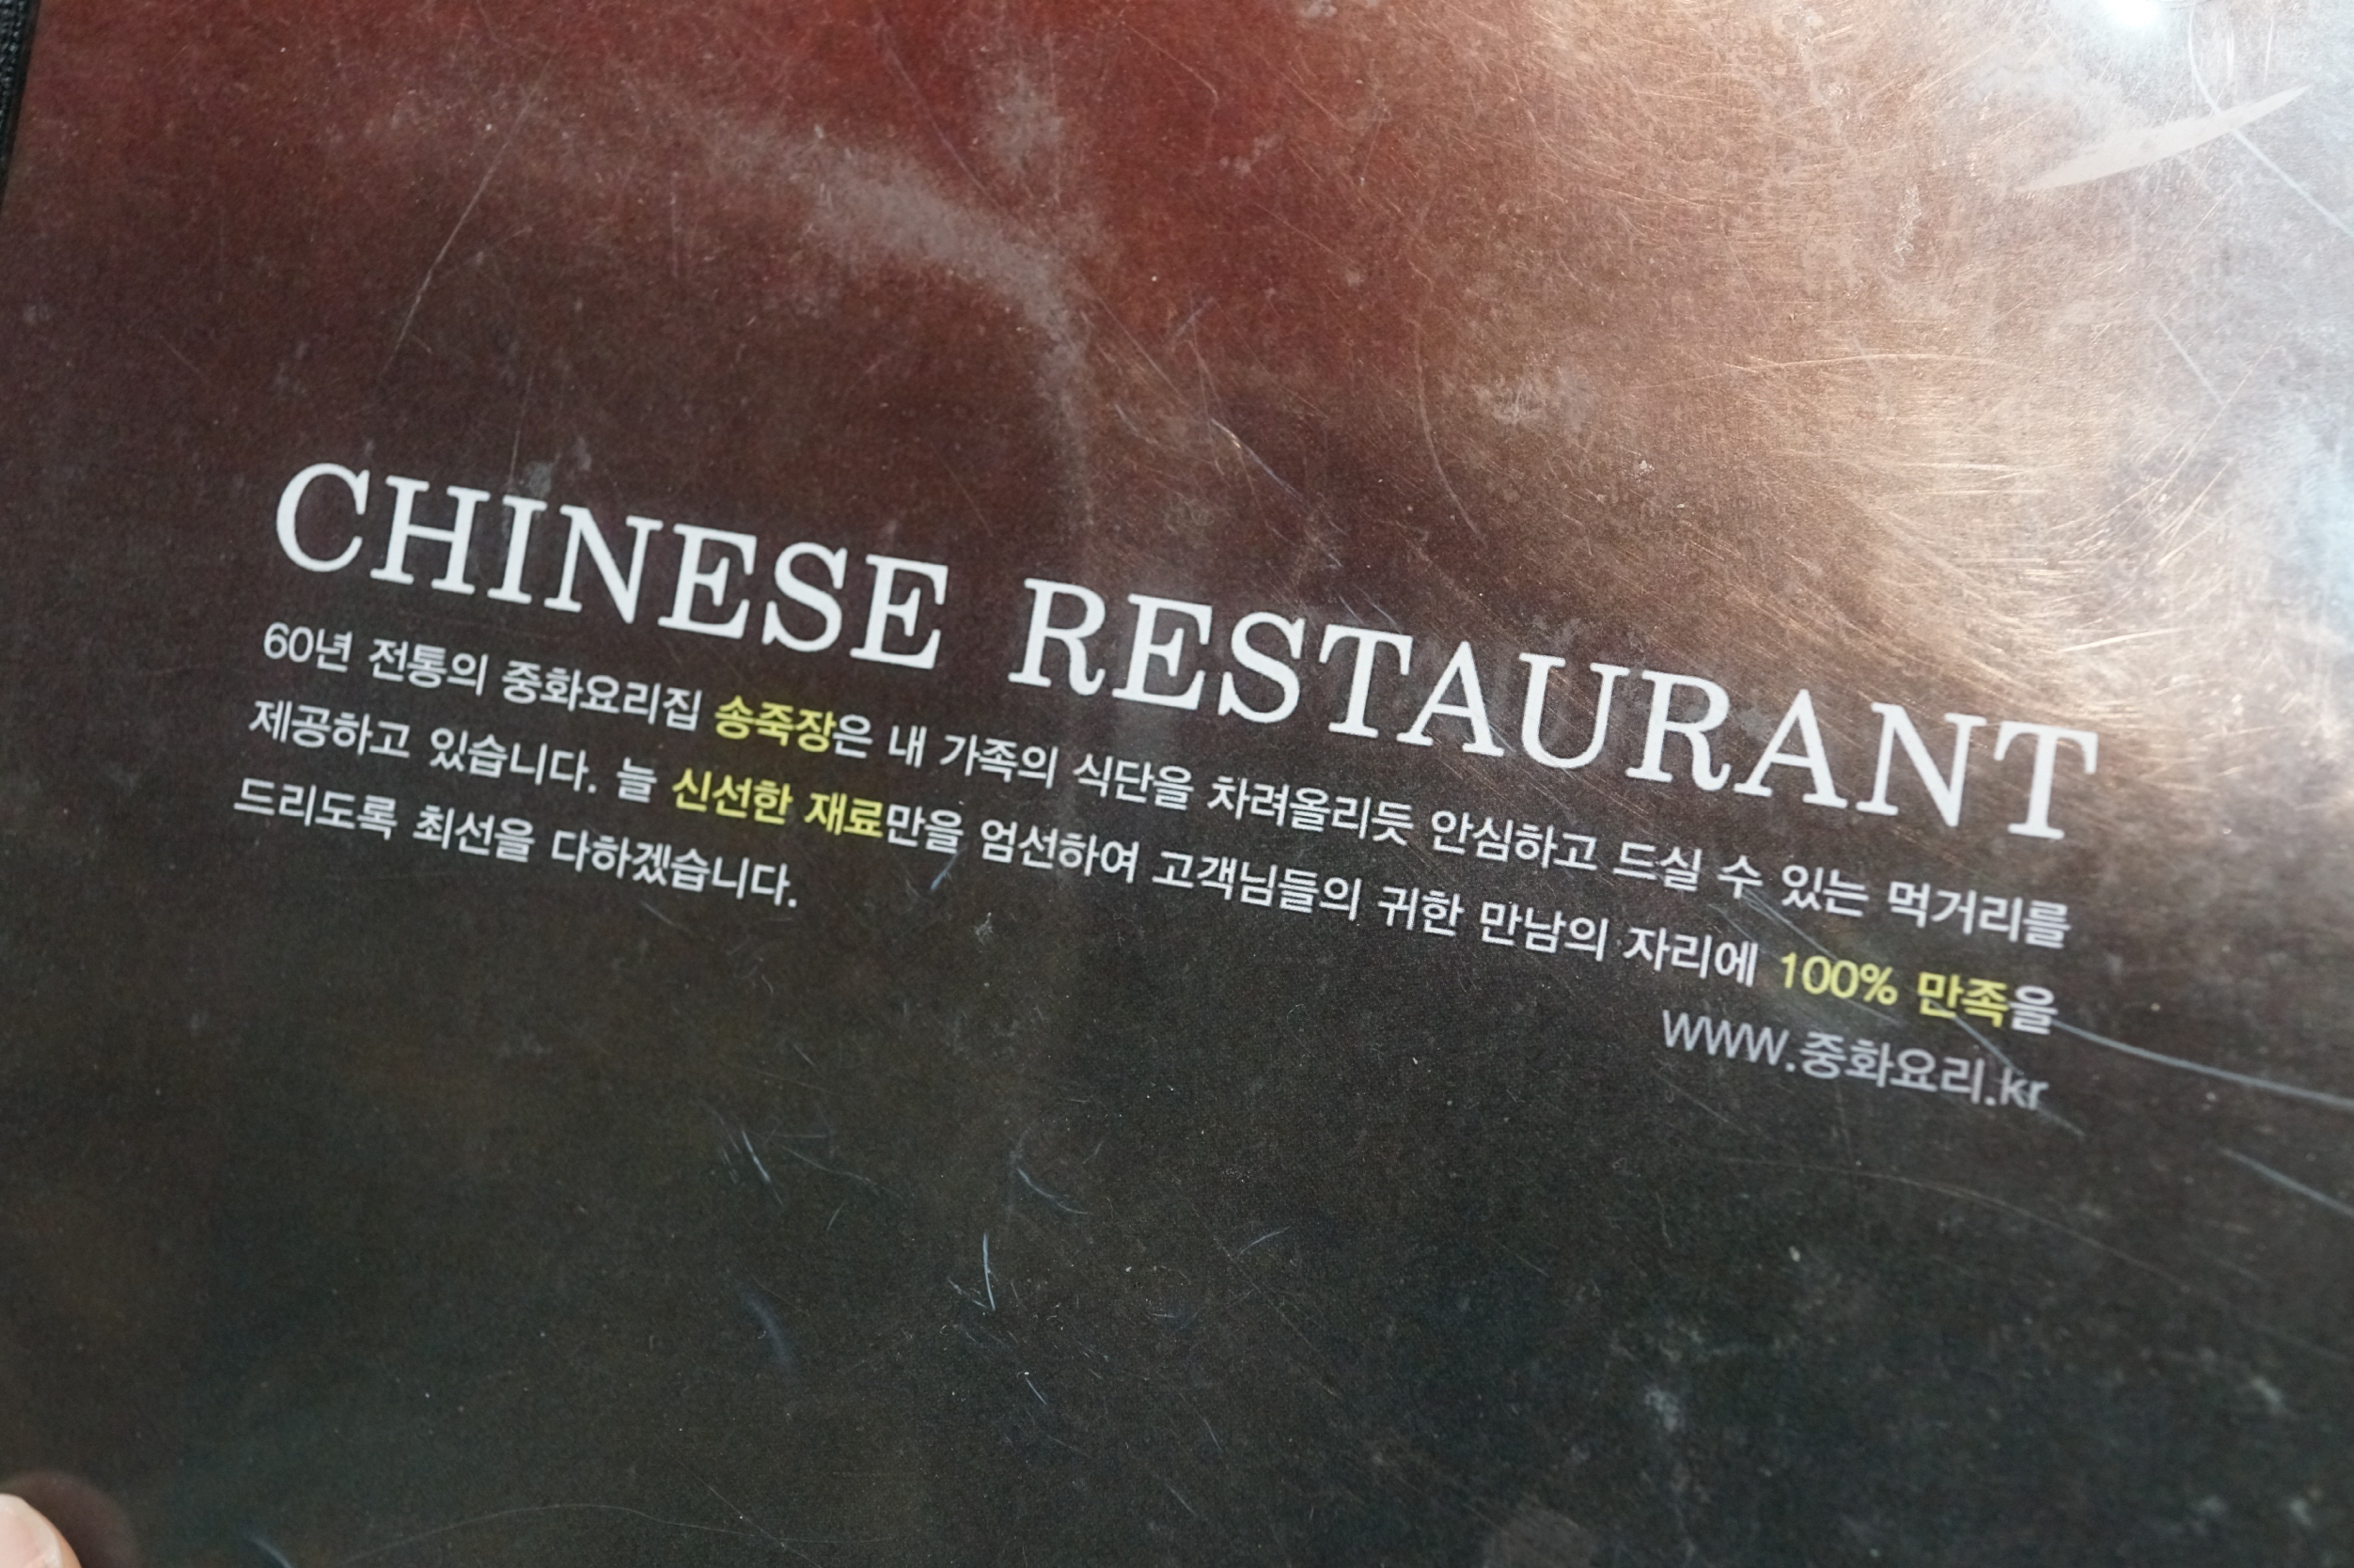 CHINESE RESTAURANT
60년 전통의 중화요리집 송죽장은 내 가족의 식단을 차려올리듯 안심하고 드실 수 있는 먹거리를
제공하고 있습니다. 늘 신선한 재료만을 엄선하여 고객님들의 귀한 만남의 자리에 100% 만족을
드리도록 최선을 다하겠습니다.
www.중화요리.kr